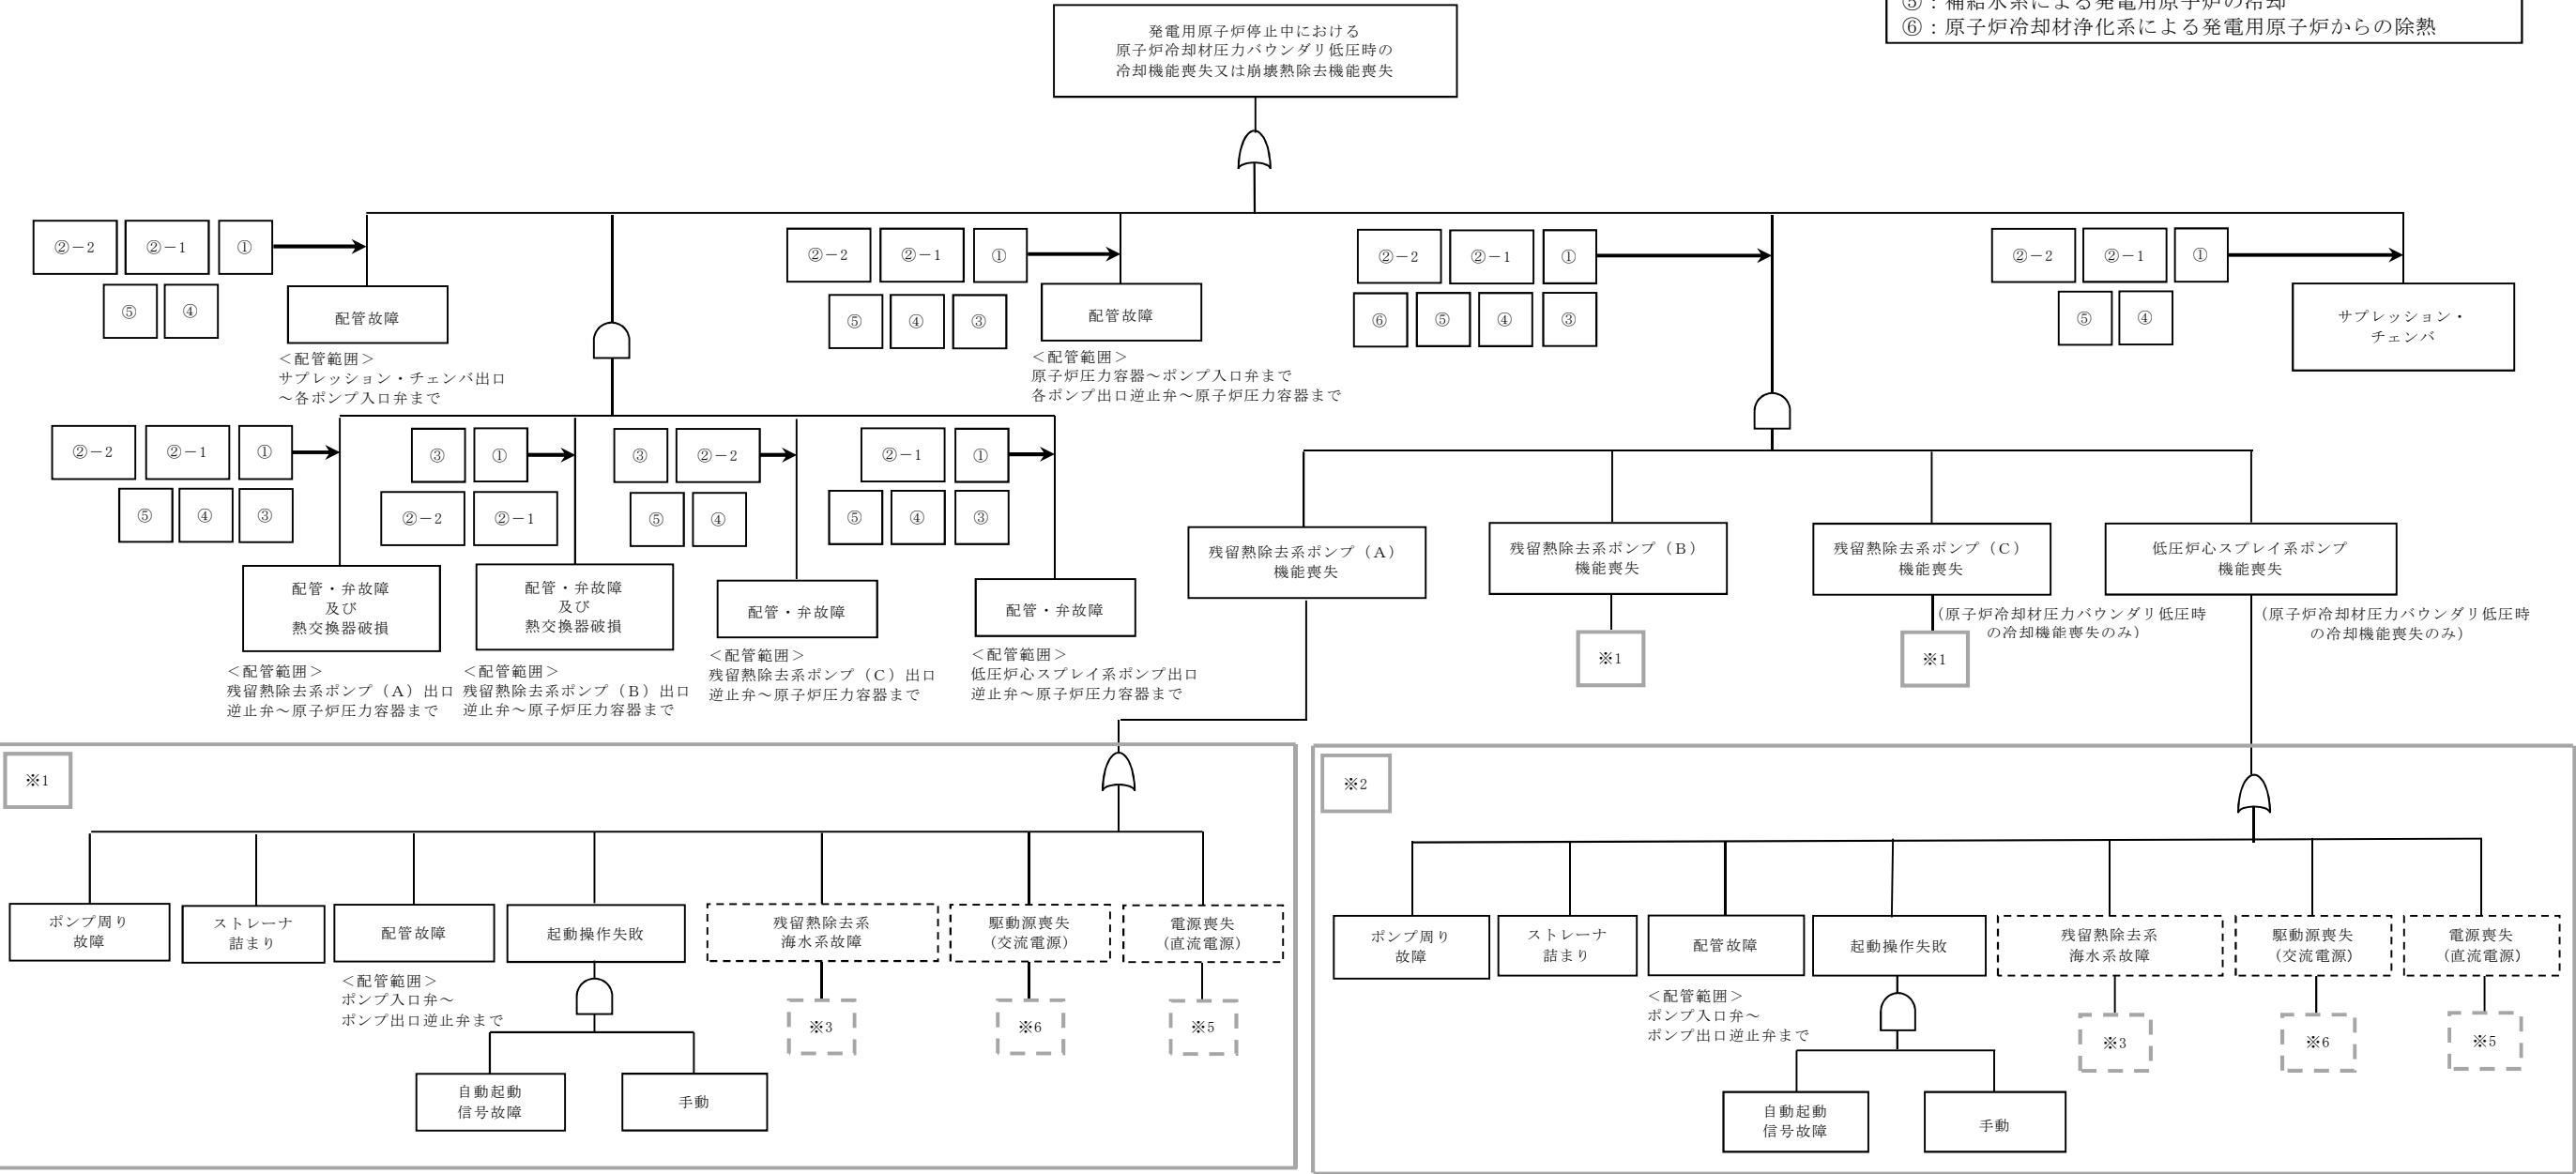 ⑤：補給水系による発電用原子炉の冷却
⑥：原子炉冷却材浄化系による発電用原子炉からの除熱
発電用原子炉停止中における
原子炉冷却材圧力バウンダリ低圧時の
冷却機能喪失又は崩壊熱除去機能喪失
②－2
②－1
①
⑤
④
配管故障
＜配管範囲＞
サプレッション・チェンバ出口
～各ポンプ入口弁まで
②－2
②－1
①
⑤
④
③
配管故障
＜配管範囲＞
原子炉圧力容器～ポンプ入口弁まで
各ポンプ出口逆止弁～原子炉圧力容器まで
②－2
②－1
①
⑥
⑤
④
③
②－2
②－1
①
⑤
④
サプレッション・
チェンバ
②－2
②－1
①
⑤
④
③
配管・弁故障
及び
熱交換器破損
＜配管範囲＞
残留熱除去系ポンプ（A）出口
逆止弁～原子炉圧力容器まで
③
①
②－2
②－1
配管・弁故障
及び
熱交換器破損
＜配管範囲＞
残留熱除去系ポンプ（B）出口
逆止弁～原子炉圧力容器まで
③
②－2
⑤
④
配管・弁故障
＜配管範囲＞
残留熱除去系ポンプ（C）出口
逆止弁～原子炉圧力容器まで
②－1
①
⑤
④
③
配管・弁故障
＜配管範囲＞
低圧炉心スプレイ系ポンプ出口
逆止弁～原子炉圧力容器まで
残留熱除去系ポンプ（A）
機能喪失
残留熱除去系ポンプ（B）
機能喪失
※1
残留熱除去系ポンプ（C）
機能喪失
（原子炉冷却材圧力バウンダリ低圧時
の冷却機能喪失のみ）
※1
低圧炉心スプレイ系ポンプ
機能喪失
（原子炉冷却材圧力バウンダリ低圧時
の冷却機能喪失のみ）
※1
ポンプ周り
故障
ストレーナ
詰まり
配管故障
＜配管範囲＞
ポンプ入口弁～
ポンプ出口逆止弁まで
起動操作失敗
自動起動
信号故障
手動
残留熱除去系
海水系故障
※3
駆動源喪失
（交流電源）
※6
電源喪失
（直流電源）
※5
※2
ポンプ周り
故障
ストレーナ
詰まり
配管故障
＜配管範囲＞
ポンプ入口弁～
ポンプ出口逆止弁まで
起動操作失敗
自動起動
信号故障
手動
残留熱除去系
海水系故障
※3
駆動源喪失
（交流電源）
※6
電源喪失
（直流電源）
※5